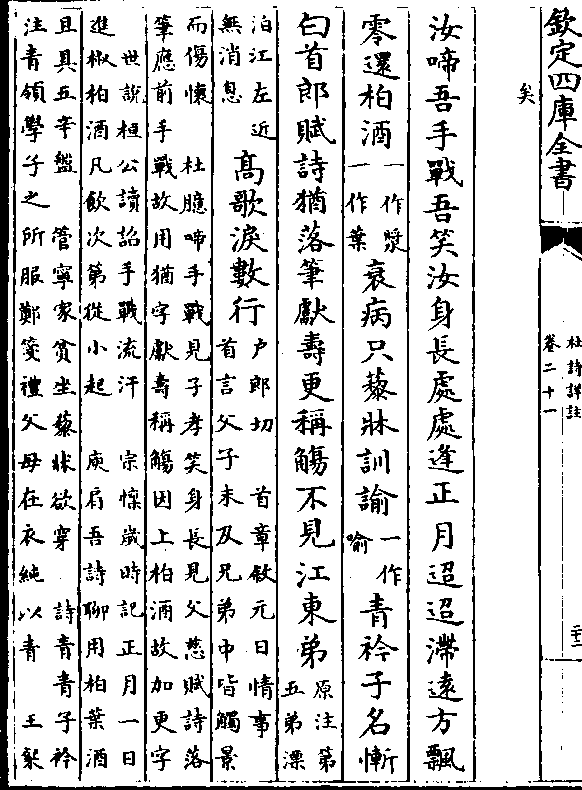 欽定四庫全書
杜詩詳註
卷二十一
矣
汝啼吾手戰吾笑汝身長處處逢正月迢迢滯遠方飄
零還柏酒一作漿一作葉衰病只藜牀訓諭一作喻青衿子名慚
白首郎賦詩猶落筆獻壽更稱觴不見江東弟原注第五弟漂
泊江左近無消息高歌淚數行户郎切　首章敘元日情事首言父子末及兄弟中皆觸景
而傷懷　杜臆啼手戰見子孝笑身長見父慈賦詩落
筆應前手戰故用猶字獻壽稱觴因上柏酒故加更字
世說桓公讀詔手戰流汗　宗懍歲時記正月一日
進椒柏酒凡飲次第從小起　庾肩吾詩聊用柏葉酒
且具五辛盤　管寧家貧坐藜牀欲穿　詩青青子衿
注青領學子之所服鄭箋禮父母在衣純以青　王粲